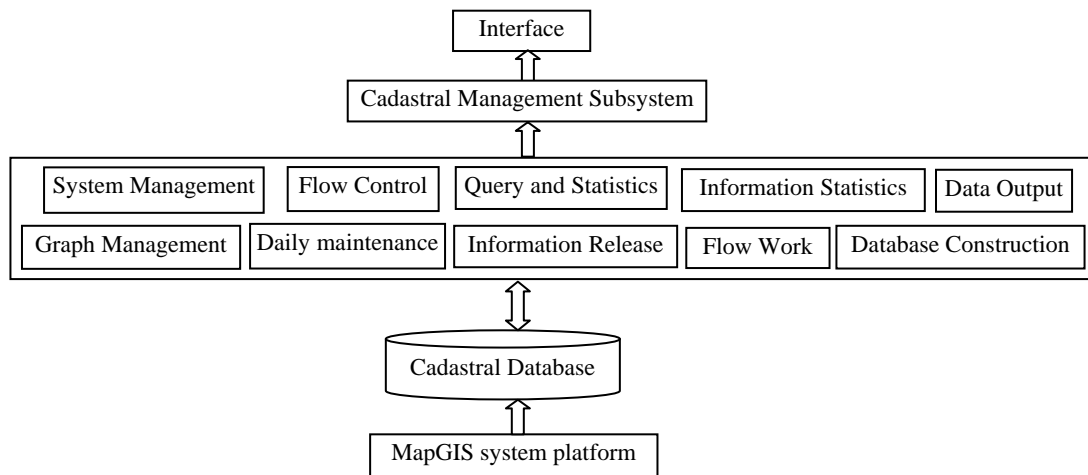 Interface
Cadastral Management Subsystem
System Management
Flow Control
Query and Statistics
Information Statistics
Data Output
Graph Management
Daily maintenance
Information Release
Flow Work
Database Construction
Cadastral Database
MapGIS system platform